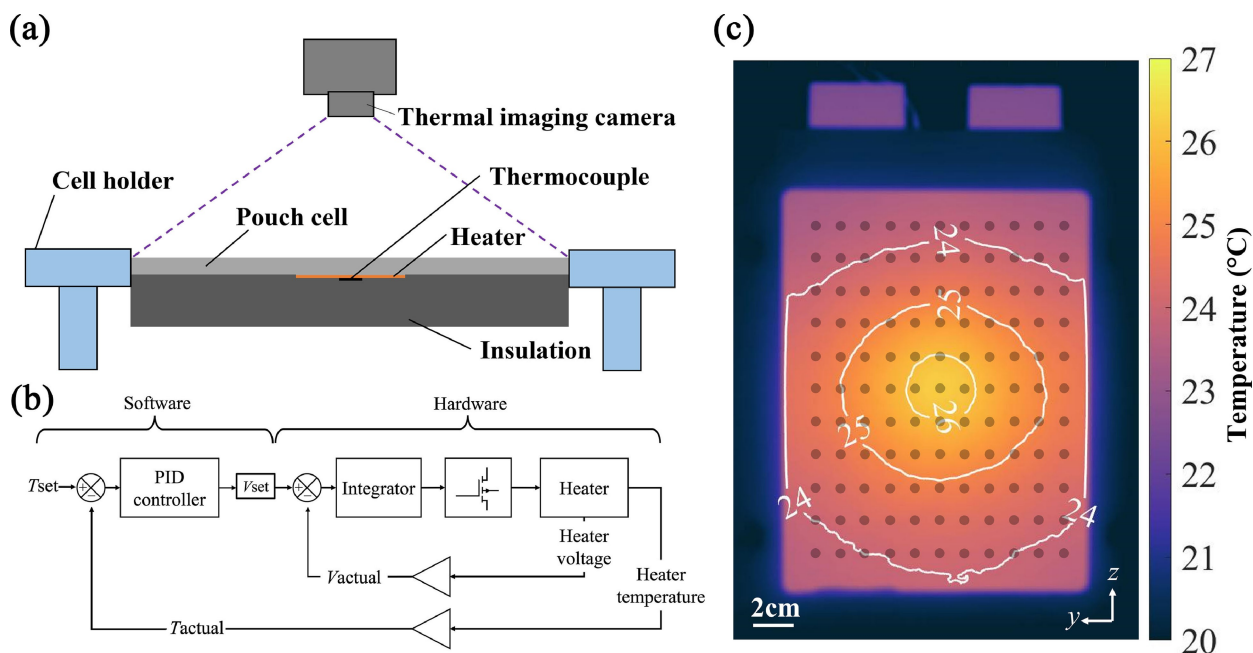 (a)
Thermal imaging camera
Cell holder
Thermocouple
Pouch cell
Heater
Insulation
(b)
Software
Hardware
Tset
+
−
PID
controller
Vset
+
−
Integrator
Heater
Heater
voltage
Vactual
Heater
temperature
Tactual
(c)
24
25
26
25
24
24
2cm
z
y
27
26
25
24
23
22
21
20
Temperature (°C)